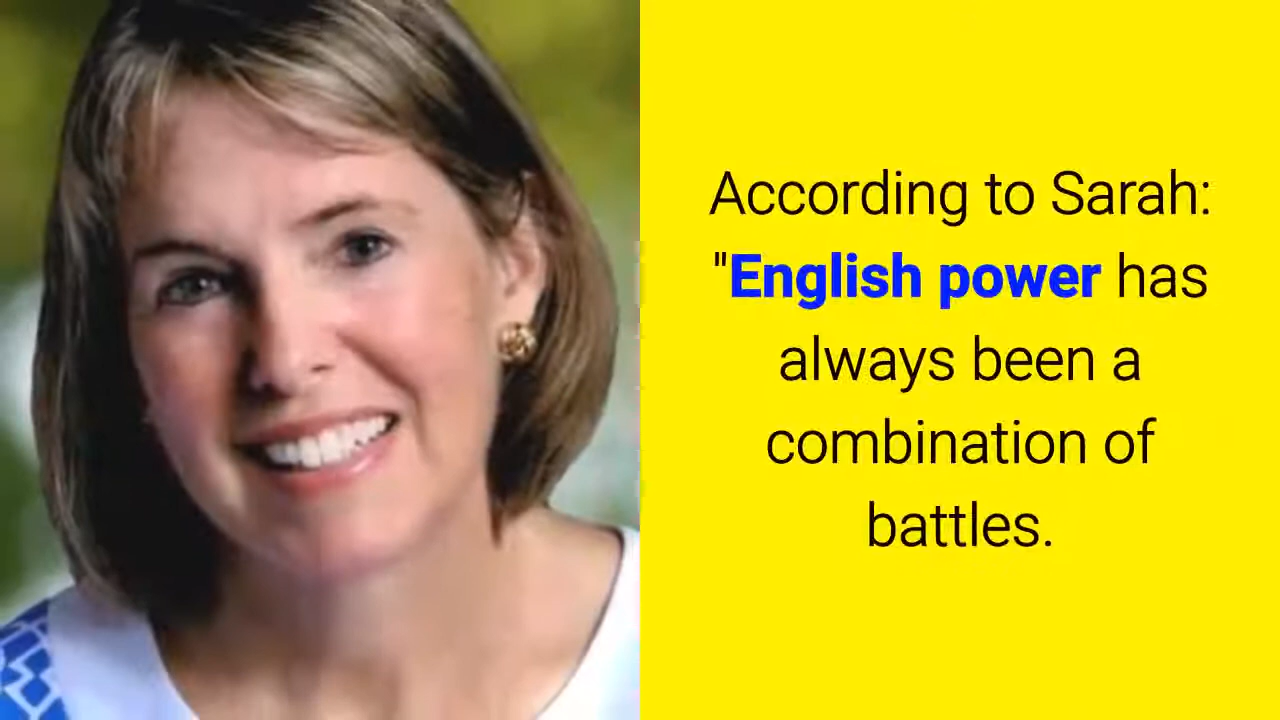 According to Sarah:
"English power has
always been a
combination of
battles.